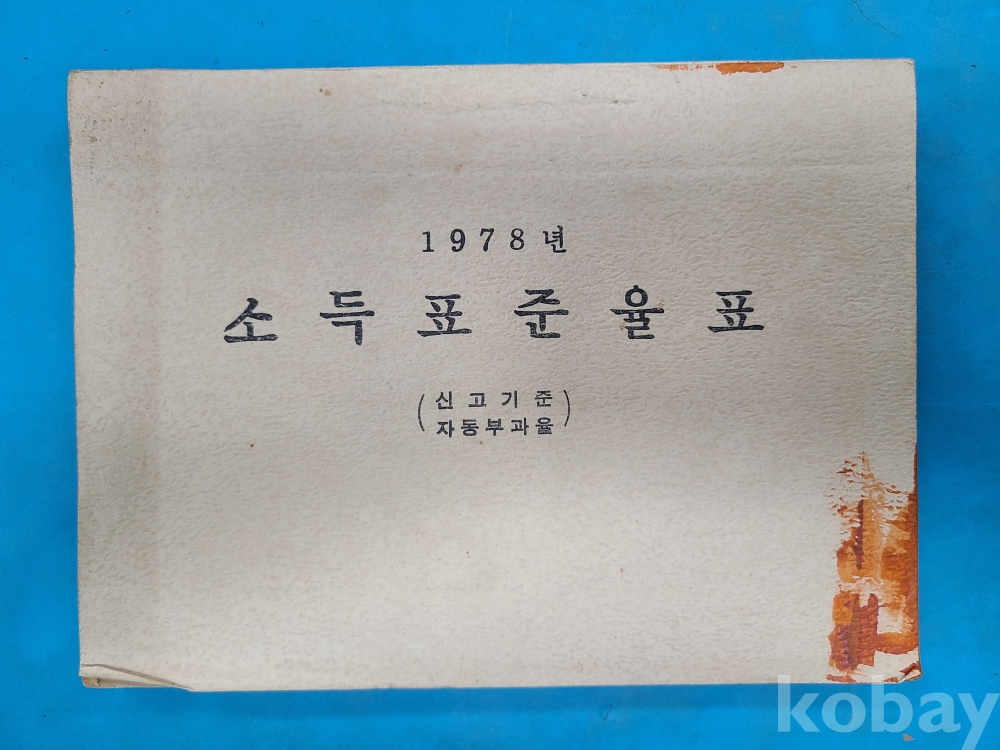 1978년
소득표준율표
(신고기준
자동부과율)
kobay